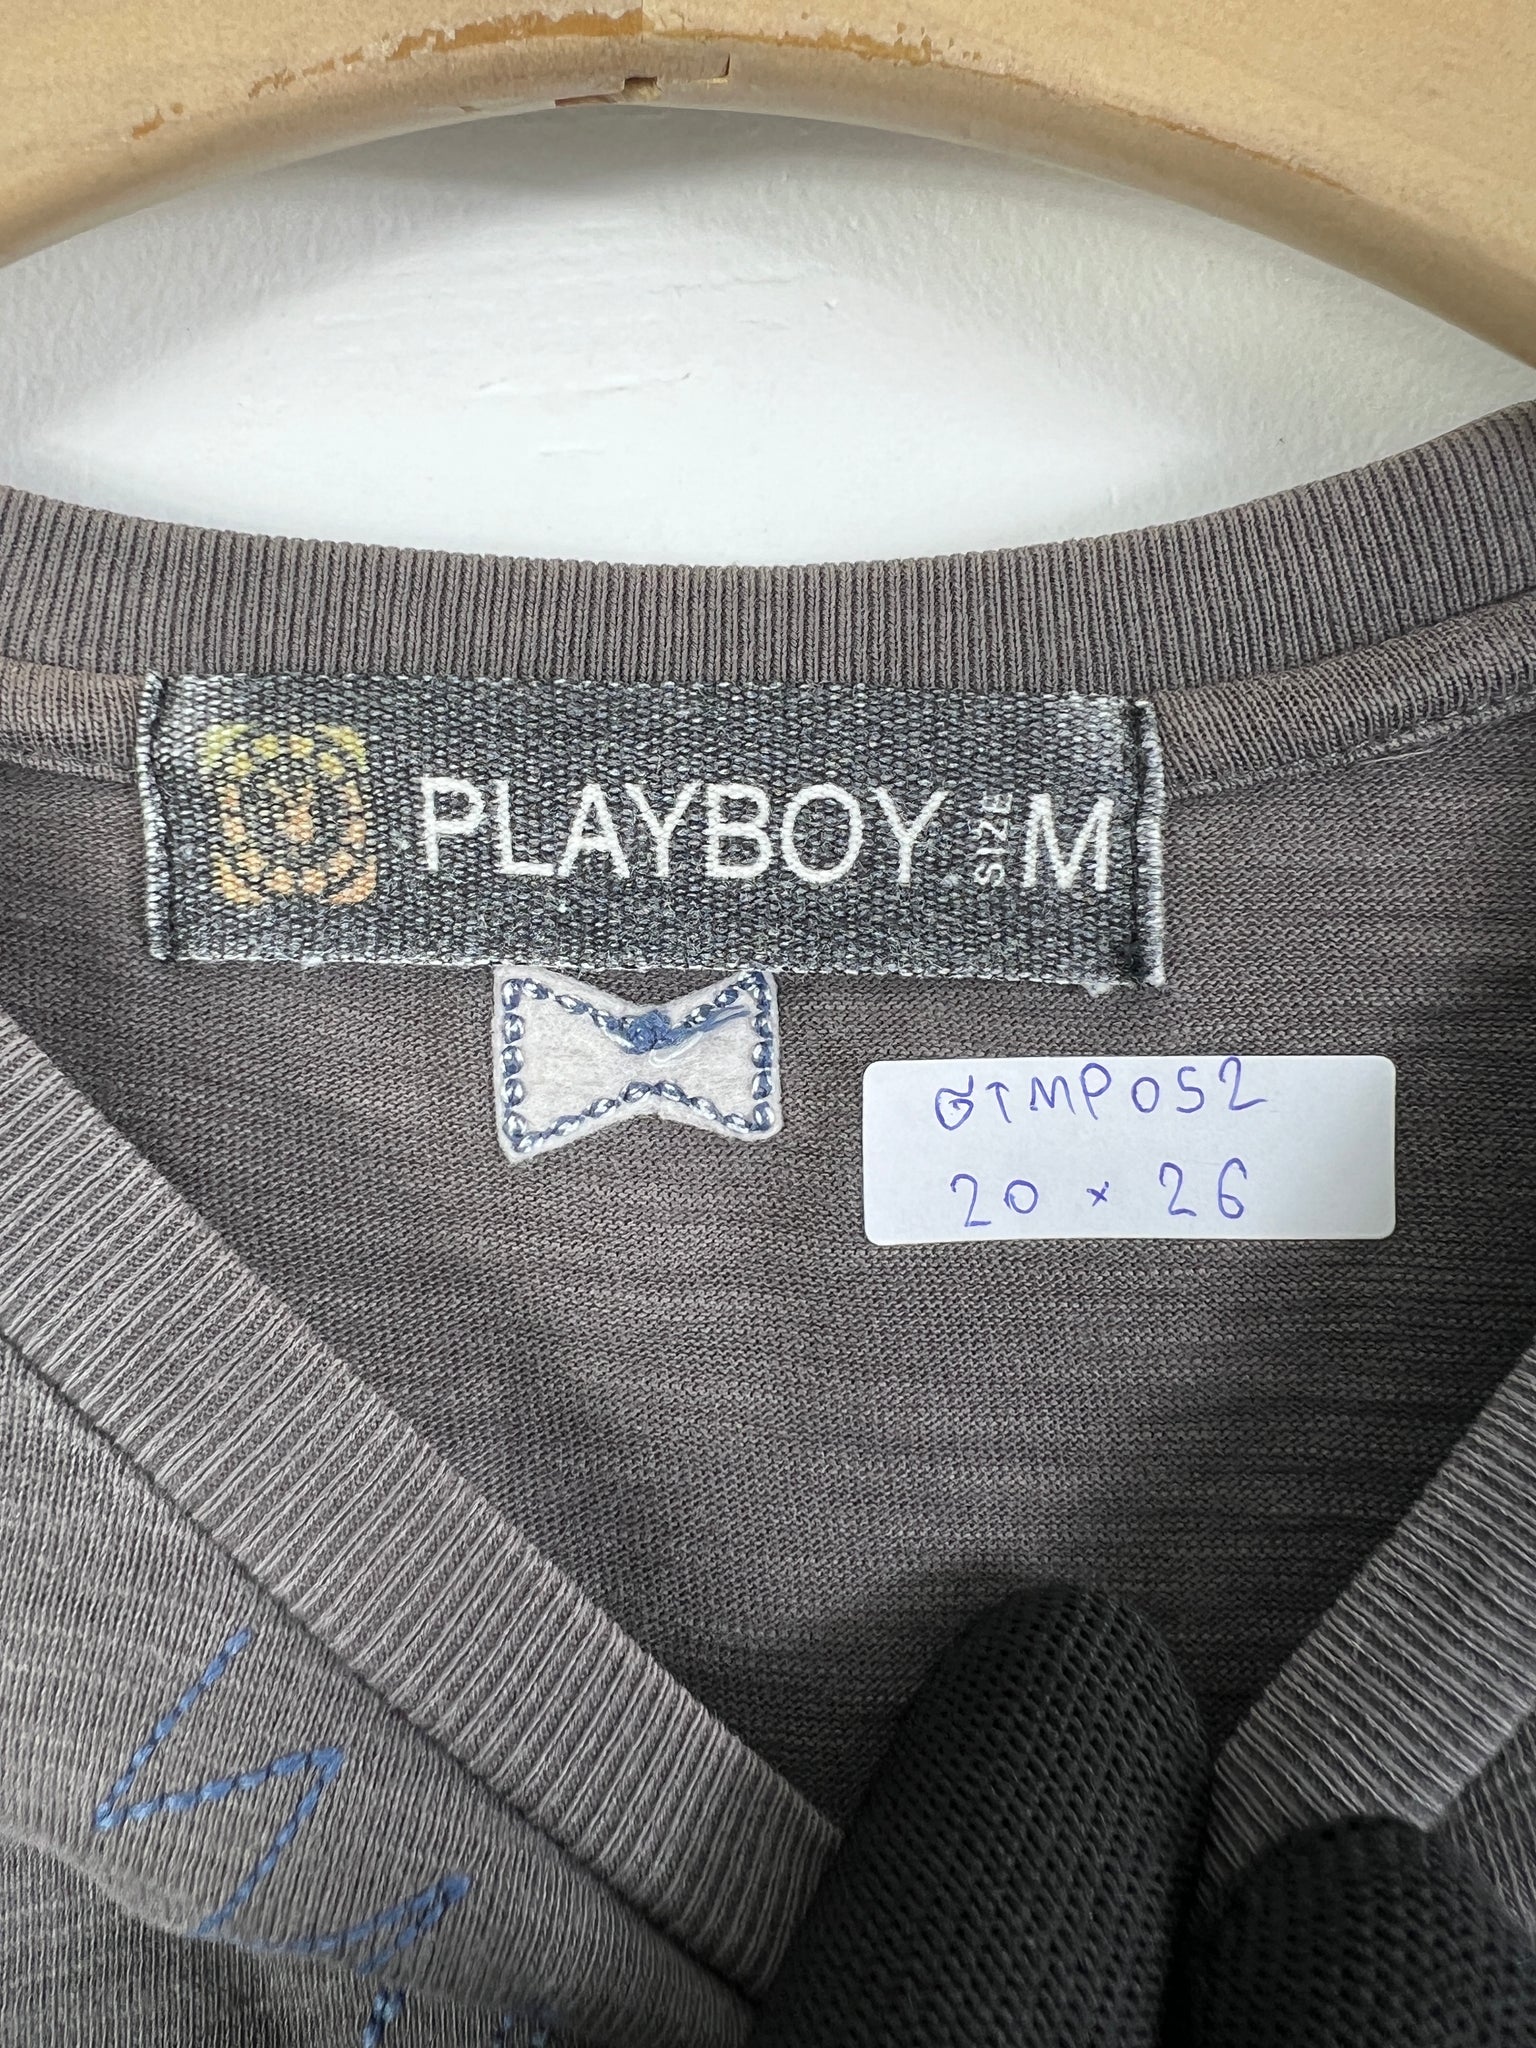 PLAYBOY SIZE M
GTMP052
20 × 26